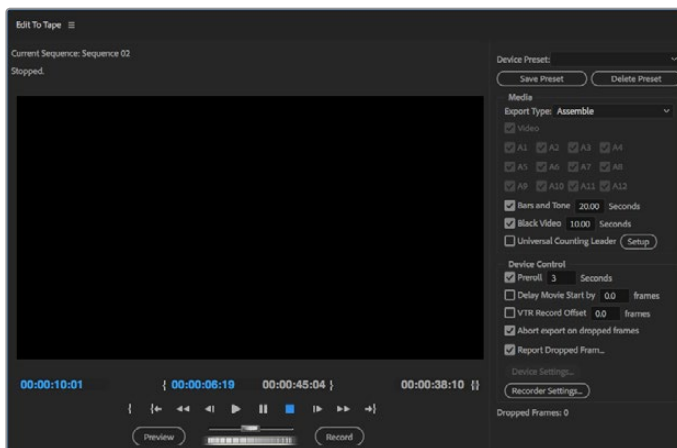 Edit To Tape
Current Sequence: Sequence 02
Stopped.
00:00:10:01
{ 00:00:06:19
00:00:45:04 }
00:00:38:10 {}
Preview
Record
Device Preset:
Save Preset
Delete Preset
Media
Export Type: Assemble
Video
A1 A2 A3 A4
A5 A6 A7 A8
A9 A10 A11 A12
Bars and Tone 20.00 Seconds
Black Video 10.00 Seconds
Universal Counting Leader Setup
Device Control
Preroll 3 Seconds
Delay Movie Start by 0.0 frames
VTR Record Offset 0.0 frames
Abort export on dropped frames
Report Dropped Fram...
Device Settings...
Recorder Settings...
Dropped Frames: 0